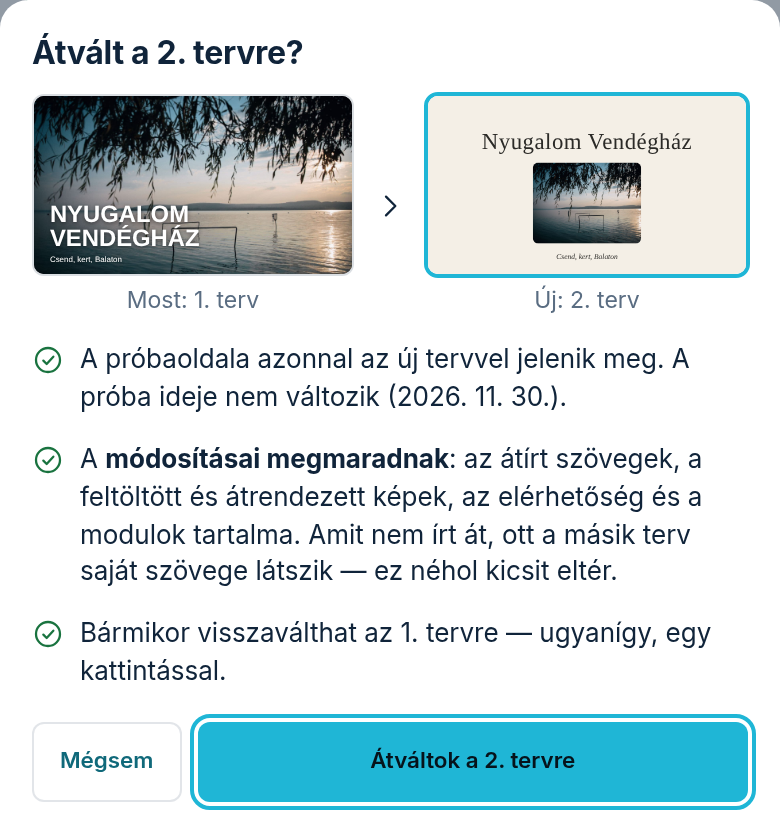 Átvált a 2. tervre?
NYUGALOM
VENDÉGHÁZ
Csend, kert, Balaton
Nyugalom Vendégház
Csend, kert, Balaton
Most: 1. terv
Új: 2. terv
A próbaoldala azonnal az új tervvel jelenik meg. A
próba ideje nem változik (2026. 11. 30.).
A módosításai megmaradnak: az átírt szövegek, a
feltöltött és átrendezett képek, az elérhetőség és a
modulok tartalma. Amit nem írt át, ott a másik terv
saját szövege látszik — ez néhol kicsit eltér.
Bármikor visszaválthat az 1. tervre — ugyanígy, egy
kattintással.
Mégsem
Átváltok a 2. tervre